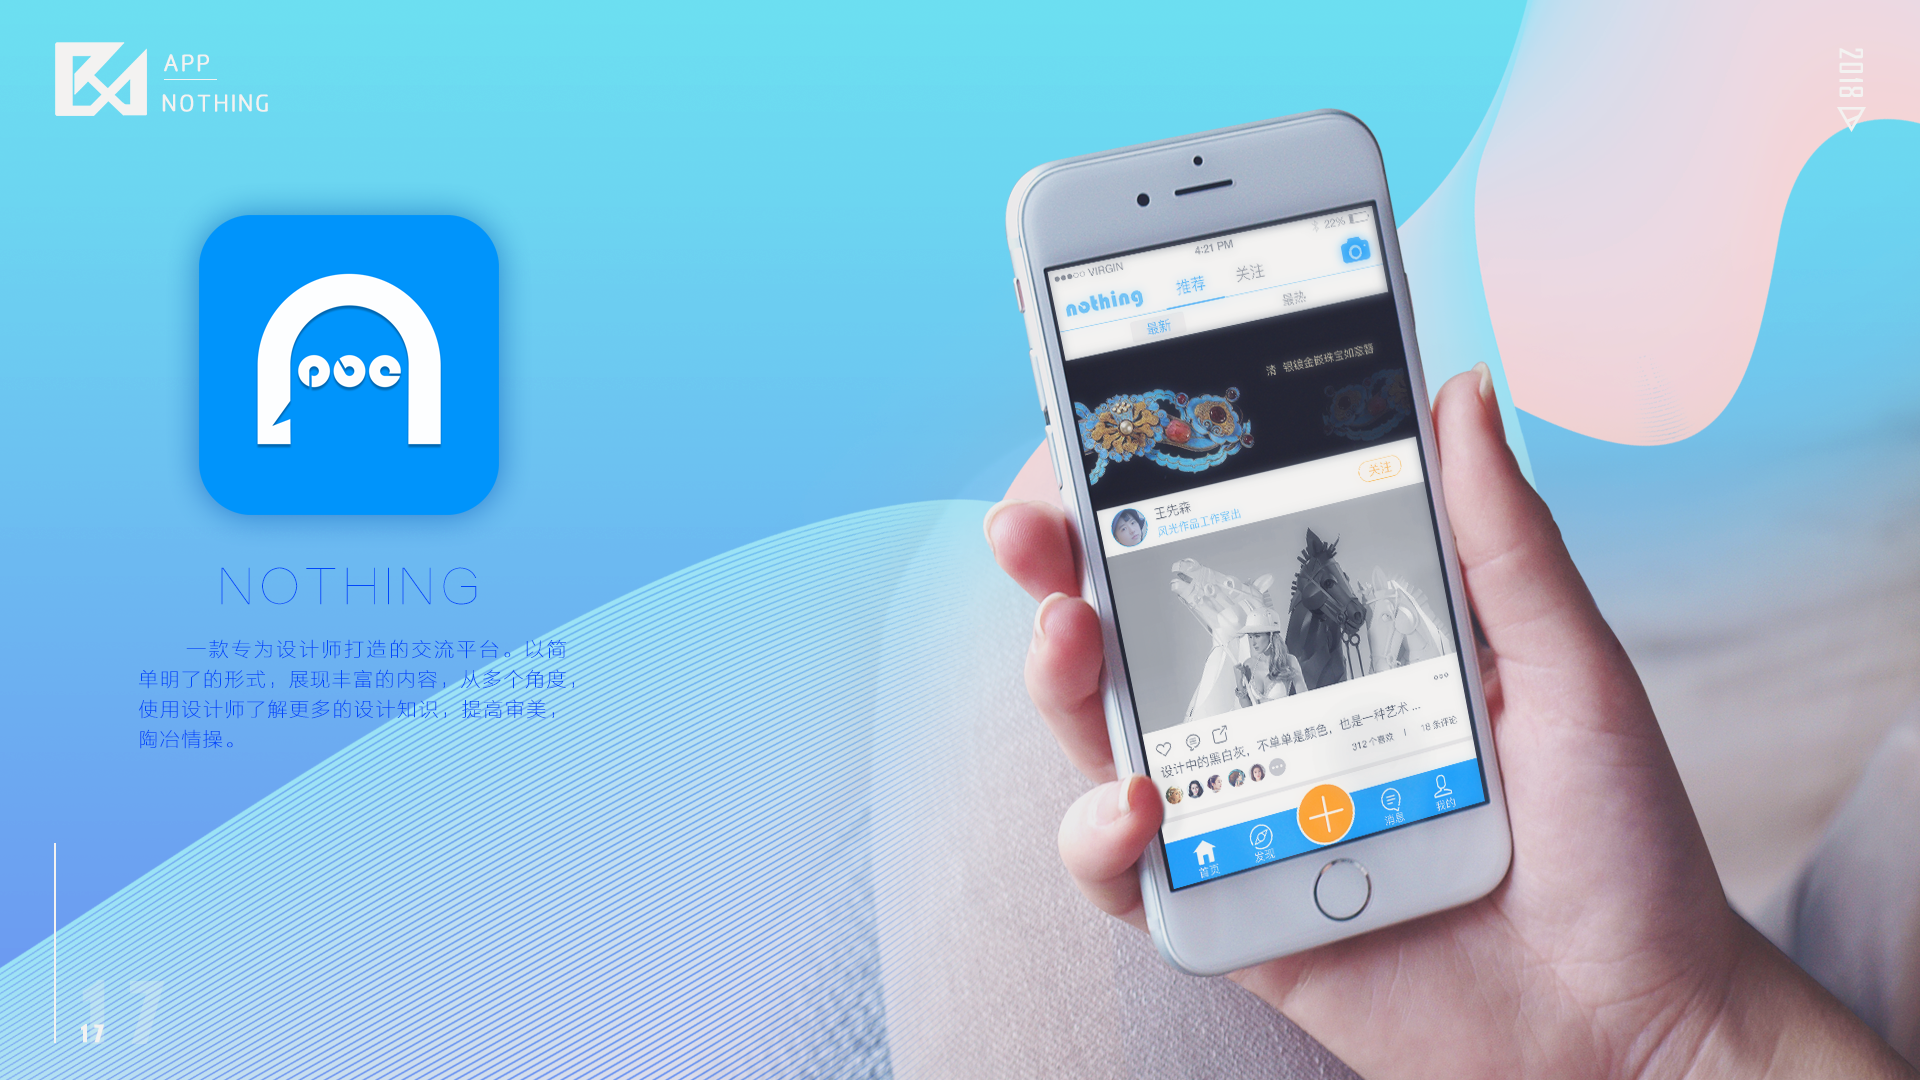 APP
NOTHING
2018
poc
NOTHING
一款专为设计师打造的交流平台。以简
单明了的形式，展现丰富的内容，从多个角度，
使用设计师了解更多的设计知识，提高审美，
陶冶情操。
17
17
VIRGIN
4:21 PM
22%
nothing
推荐
关注
最新
最热
清 银镀金嵌珠宝如意簪
王先森
风光作品工作室出
关注
设计中的黑白灰，不单单是颜色，也是一种艺术 ...
312 个喜欢 | 18 条评论
首页
发现
消息
我的